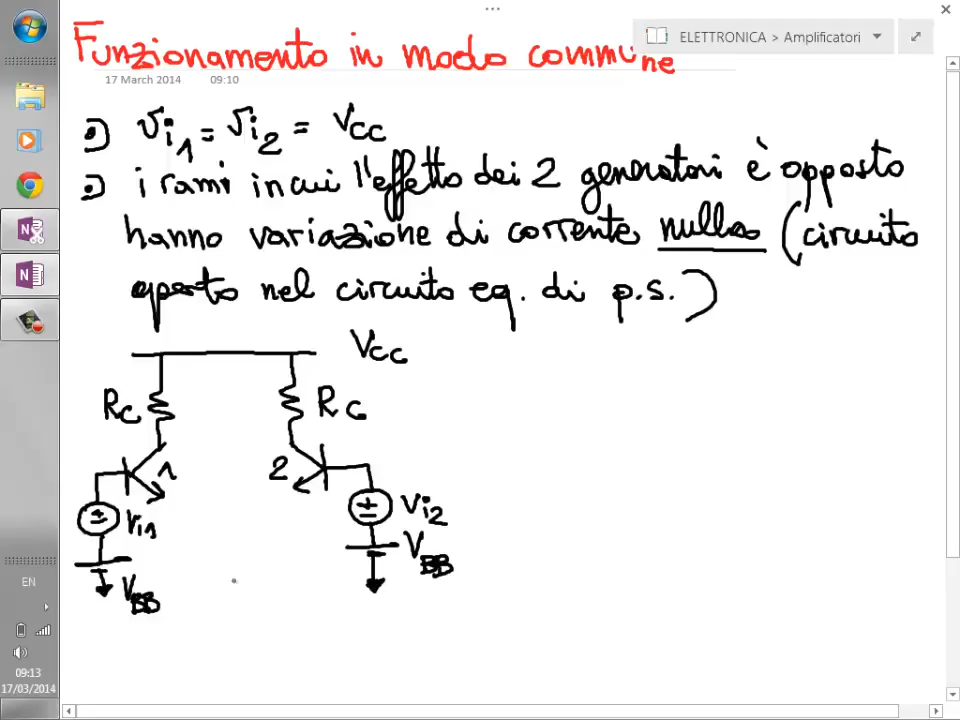 Funzionamento in modo commune
ELETTRONICA > Amplificatori
17 March 2014 09:10
vi1 = vi2 = VCC
i rami in cui l'effetto dei 2 generatori è opposto
hanno variazione di corrente nulla (circuito
aperto nel circuito eq. di p.s.)
VCC
RC
RC
1
2
Vi1
Vi2
VBB
VBB
EN
09:13
17/03/2014